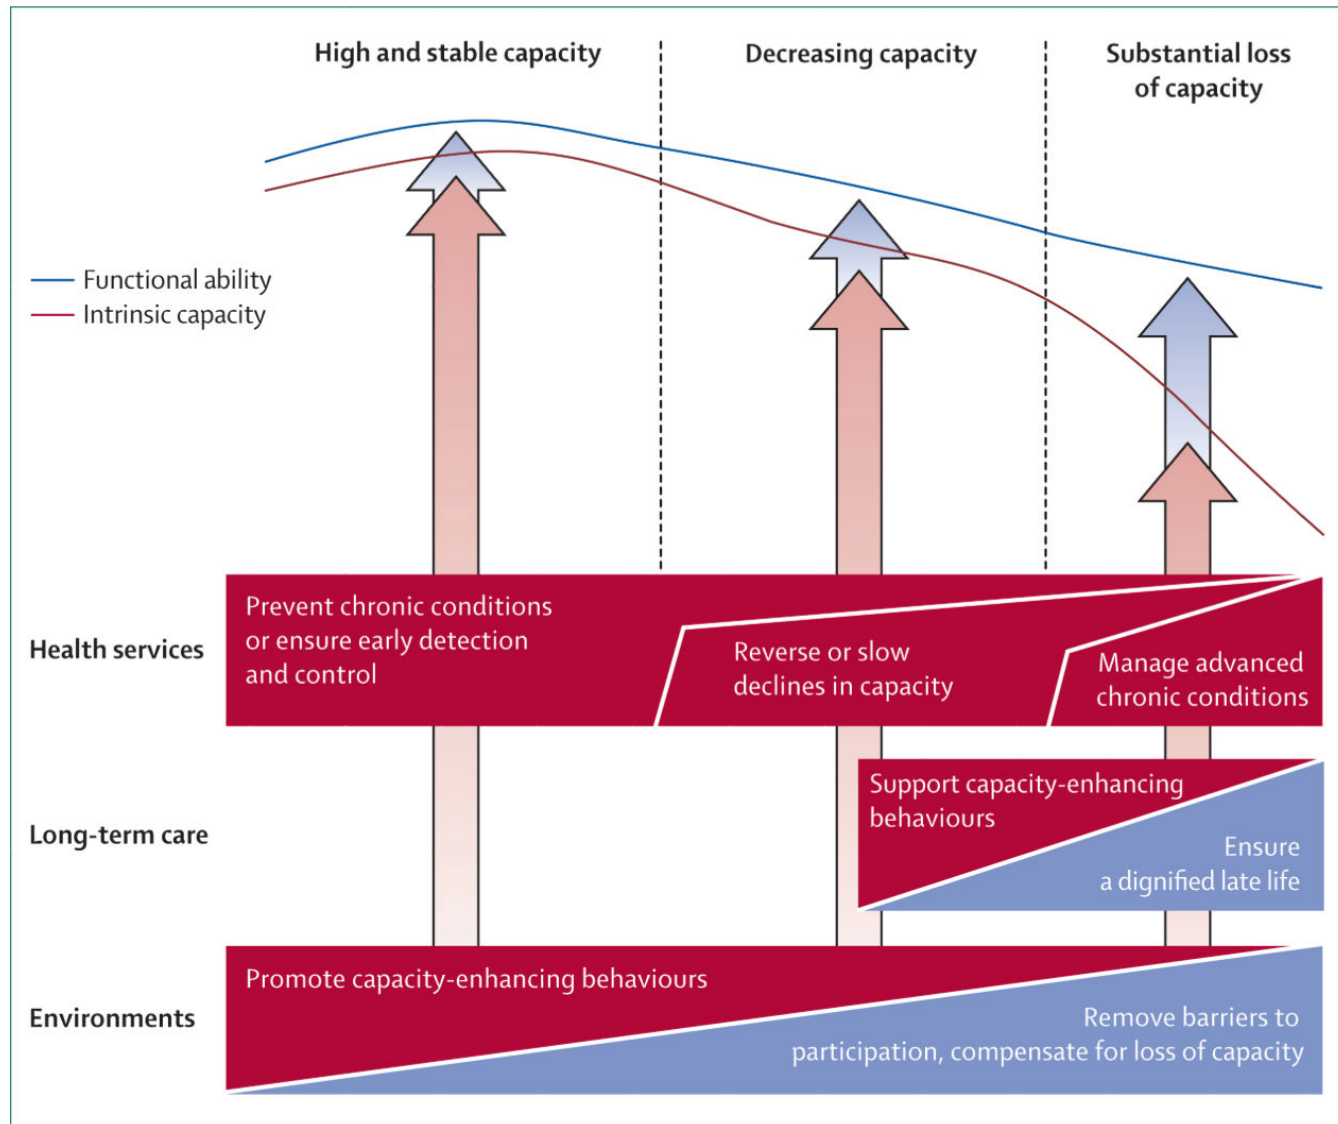 High and stable capacity
Decreasing capacity
Substantial loss
of capacity
Functional ability
Intrinsic capacity
Health services
Prevent chronic conditions
or ensure early detection
and control
Reverse or slow
declines in capacity
Manage advanced
chronic conditions
Long-term care
Support capacity-enhancing
behaviours
Ensure
a dignified late life
Environments
Promote capacity-enhancing behaviours
Remove barriers to
participation, compensate for loss of capacity